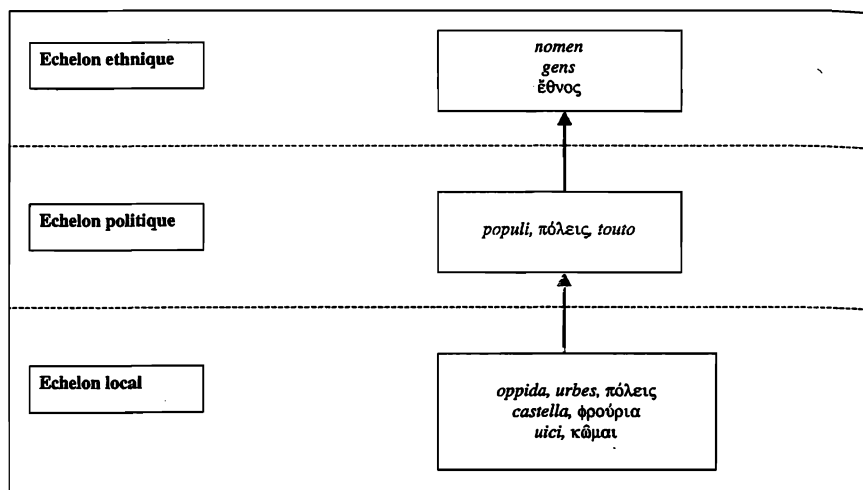 Echelon ethnique
nomen
gens
ἔθνος
Echelon politique
populi, πόλεις, touto
Echelon local
oppida, urbes, πόλεις
castella, φρούρια
uici, κῶμαι